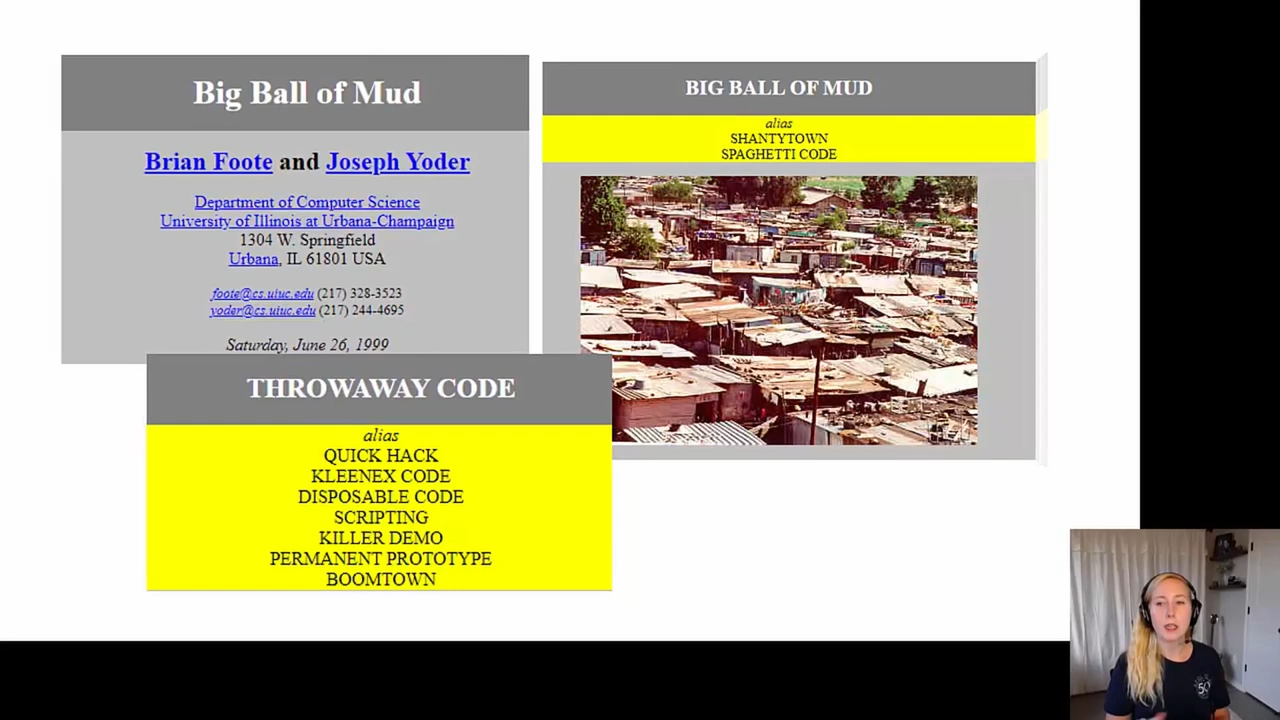 Big Ball of Mud
Brian Foote and Joseph Yoder
Department of Computer Science
University of Illinois at Urbana-Champaign
1304 W. Springfield
Urbana, IL 61801 USA
foote@cs.uiuc.edu (217) 328-3523
yoder@cs.uiuc.edu (217) 244-4695
Saturday, June 26, 1999
BIG BALL OF MUD
alias
SHANTYTOWN
SPAGHETTI CODE
THROWAWAY CODE
alias
QUICK HACK
KLEENEX CODE
DISPOSABLE CODE
SCRIPTING
KILLER DEMO
PERMANENT PROTOTYPE
BOOMTOWN
50